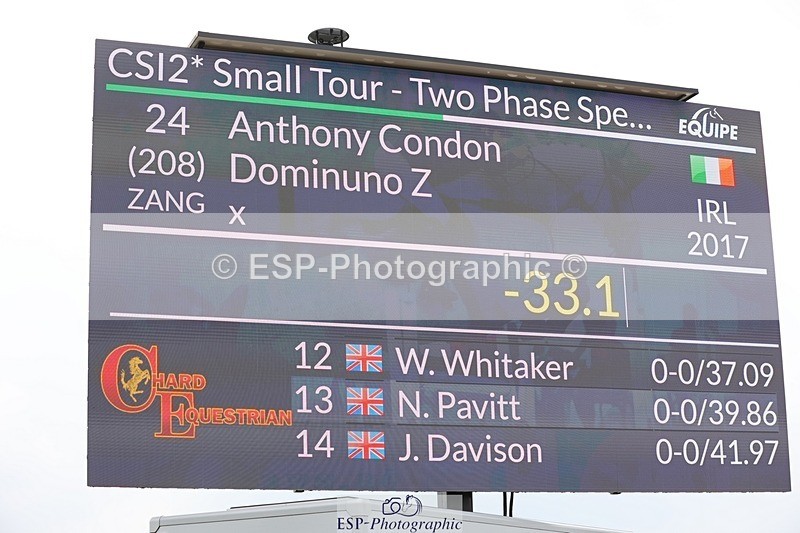 CSI2* Small Tour - Two Phase Spe...
EQUIPE
24 Anthony Condon
(208) Dominuno Z
ZANG x
IRL
2017
© ESP-Photographic ©
-33.1
CHARD
EQUESTRIAN
12 W. Whitaker 0-0/37.09
13 N. Pavitt 0-0/39.86
14 J. Davison 0-0/41.97
ESP-Photographic